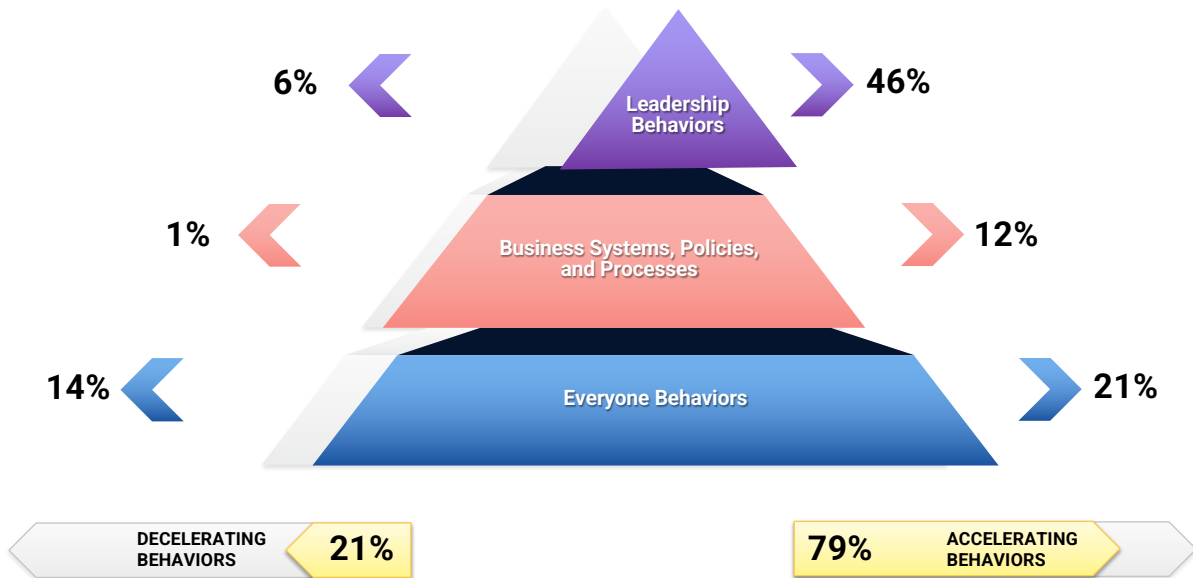 6%
Leadership
Behaviors
46%
1%
Business Systems, Policies,
and Processes
12%
14%
Everyone Behaviors
21%
DECELERATING
BEHAVIORS
21%
79%
ACCELERATING
BEHAVIORS